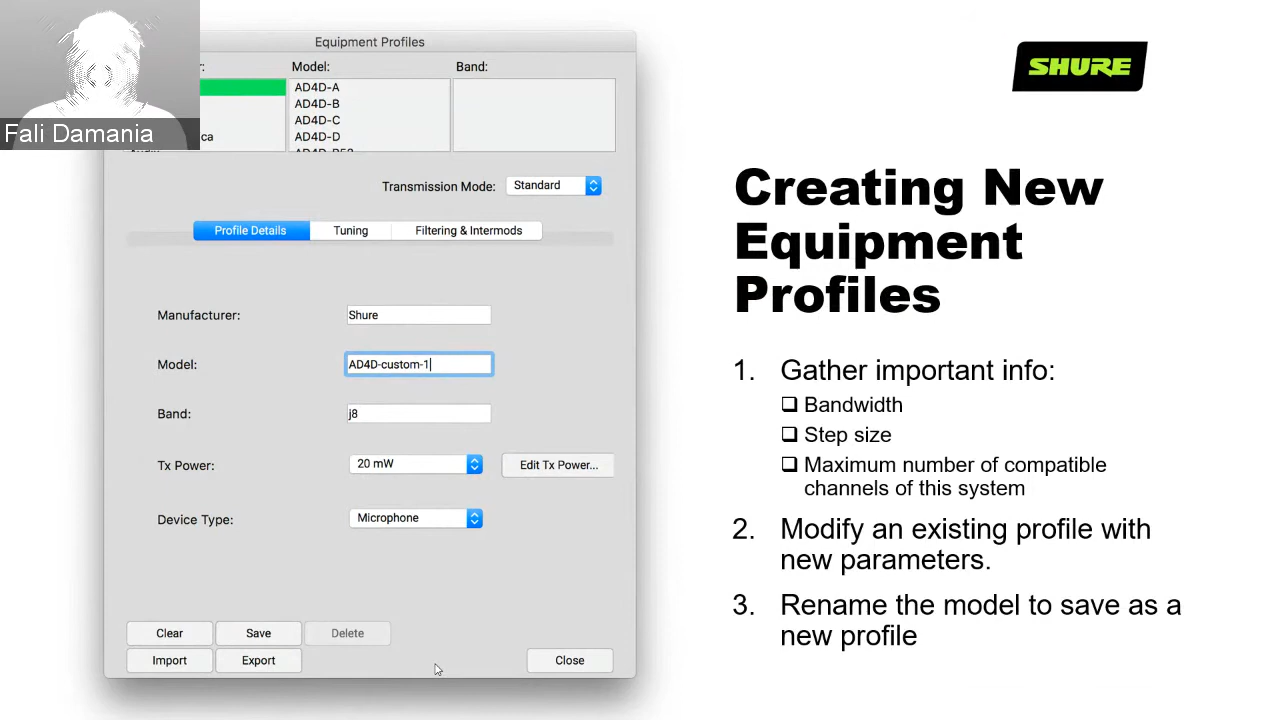 Equipment Profiles
r:
Model:
Band:
AD4D-A
AD4D-B
AD4D-C
AD4D-D
ca
Fali Damania
Transmission Mode:
Standard
Profile Details
Tuning
Filtering & Intermods
Manufacturer:
Shure
Model:
AD4D-custom-1
Band:
j8
Tx Power:
20 mW
Edit Tx Power...
Device Type:
Microphone
Clear
Save
Delete
Import
Export
Close
SHURE
Creating New
Equipment
Profiles
1. Gather important info:
❑ Bandwidth
❑ Step size
❑ Maximum number of compatible
channels of this system
2. Modify an existing profile with
new parameters.
3. Rename the model to save as a
new profile